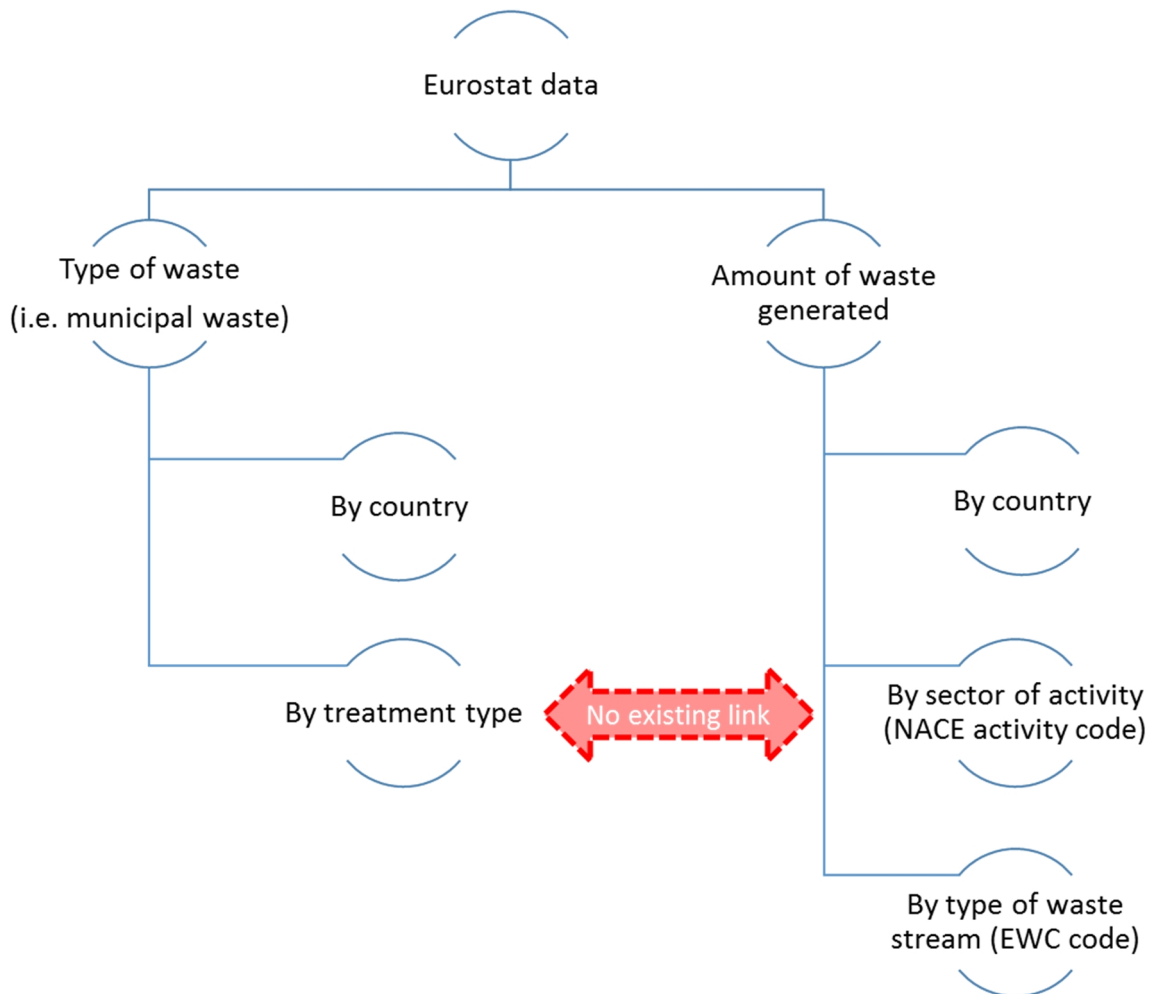 Eurostat data
Type of waste
(i.e. municipal waste)
Amount of waste
generated
By country
By country
By treatment type
No existing link
By sector of activity
(NACE activity code)
By type of waste
stream (EWC code)